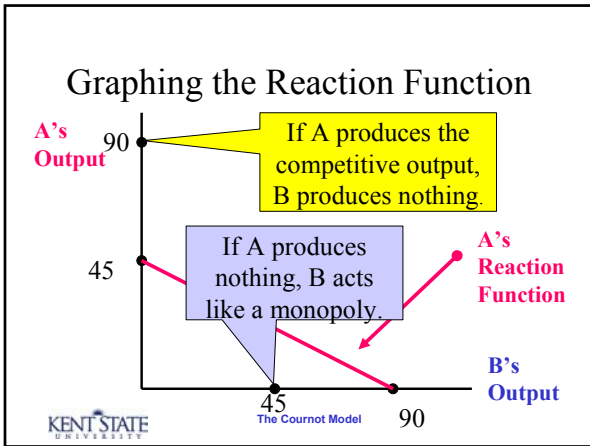 Graphing the Reaction Function
A's
Output
90
If A produces the
competitive output,
B produces nothing.
45
If A produces
nothing, B acts
like a monopoly.
A's
Reaction
Function
B's
Output
45
90
The Cournot Model
KENT STATE
UNIVERSITY